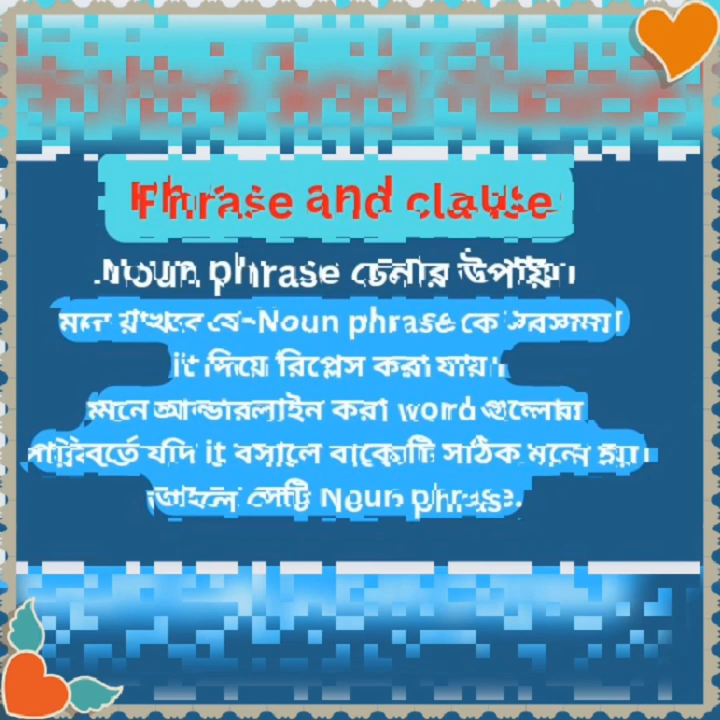 Phrase and clause
Noun phrase চেনার উপায়।
মনে রাখবে যে-Noun phrase কে সবসময়
it দিয়ে রিপ্লেস করা যায়।
মানে আন্ডারলাইন করা word গুলোর
পরিবর্তে যদি it বসালে বাক্যটি সঠিক মনে হয়
তাহলে সেটি Noun phrase.